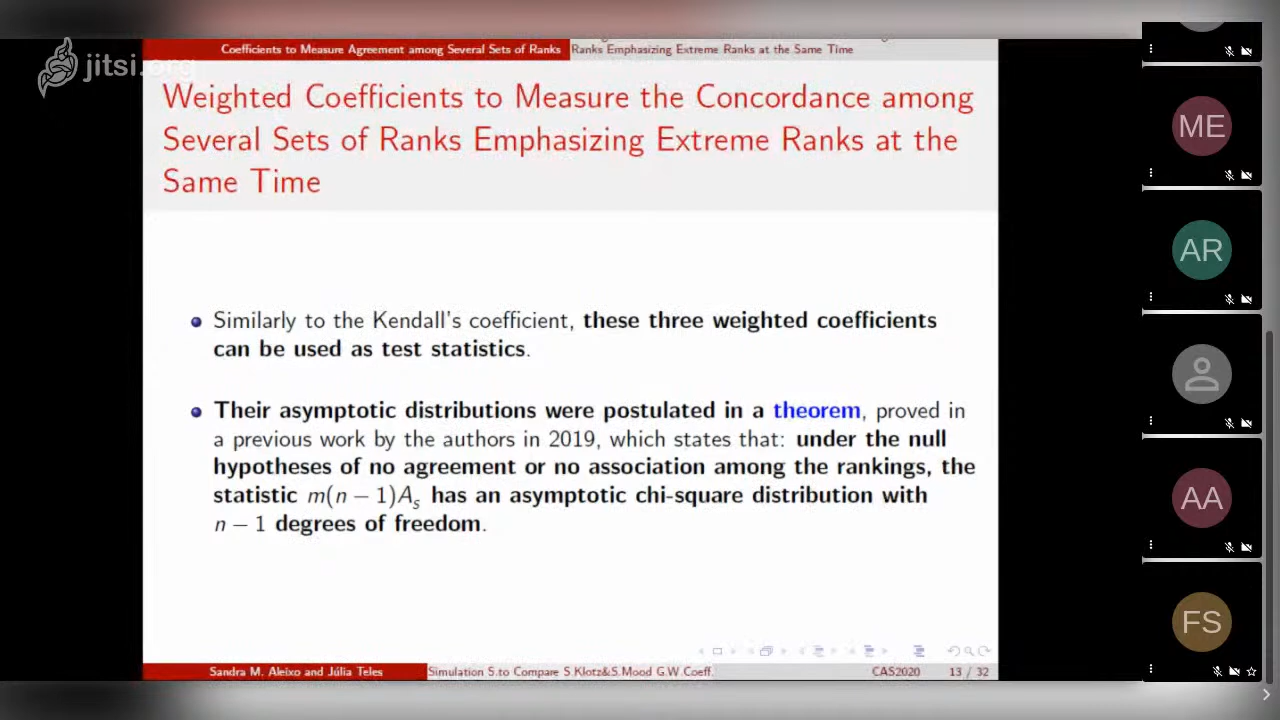 jitsi.org
Coefficients to Measure Agreement among Several Sets of Ranks
Ranks Emphasizing Extreme Ranks at the Same Time
Weighted Coefficients to Measure the Concordance among
Several Sets of Ranks Emphasizing Extreme Ranks at the
Same Time
Similarly to the Kendall's coefficient, these three weighted coefficients
can be used as test statistics.
Their asymptotic distributions were postulated in a theorem, proved in
a previous work by the authors in 2019, which states that: under the null
hypotheses of no agreement or no association among the rankings, the
statistic m(n − 1)Aₛ has an asymptotic chi-square distribution with
n − 1 degrees of freedom.
Sandra M. Aleixo and Júlia Teles
Simulation S.to Compare S.Klotz&S.Mood G.W.Coeff.
CAS2020
13 / 32
ME
AR
AA
FS